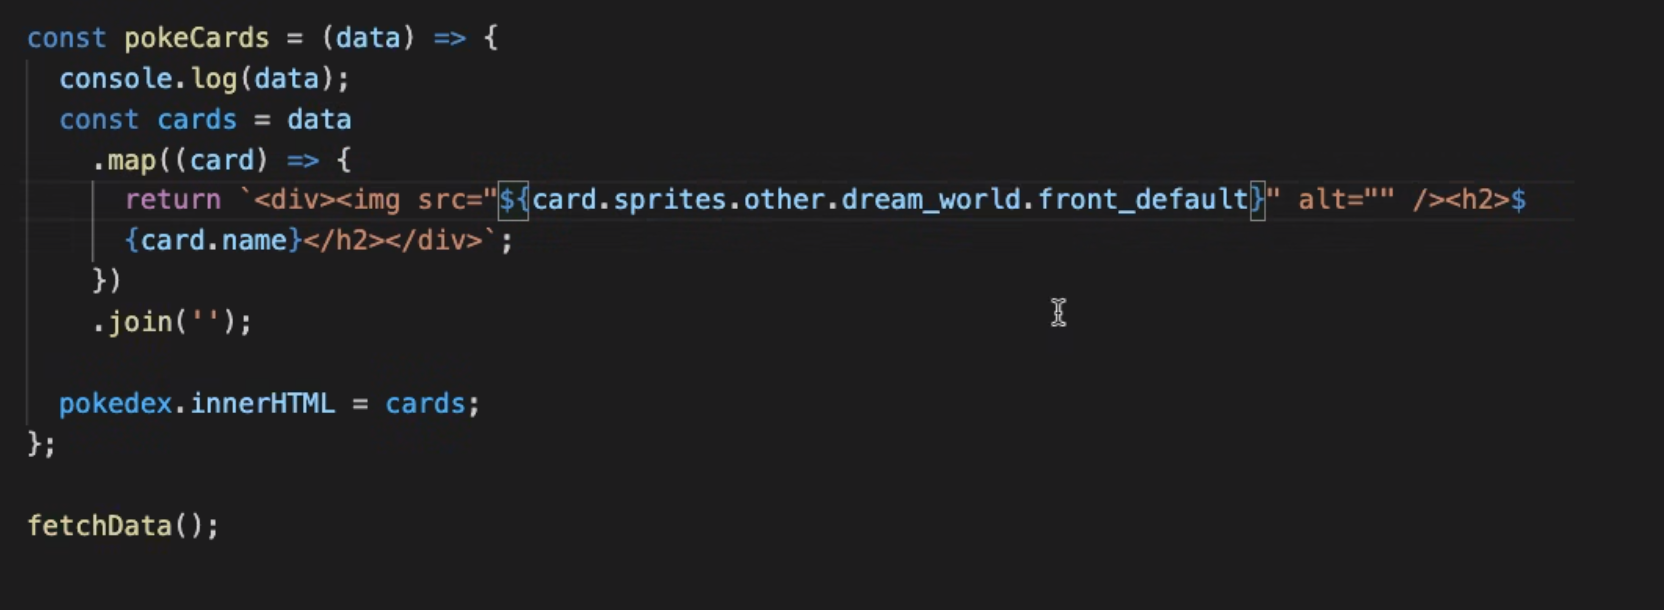 const pokeCards = (data) => {
console.log(data);
const cards = data
.map((card) => {
return `<div><img src="${card.sprites.other.dream_world.front_default}" alt="" /><h2>$
{card.name}</h2></div>`;
})
.join('');
pokedex.innerHTML = cards;
};
fetchData();